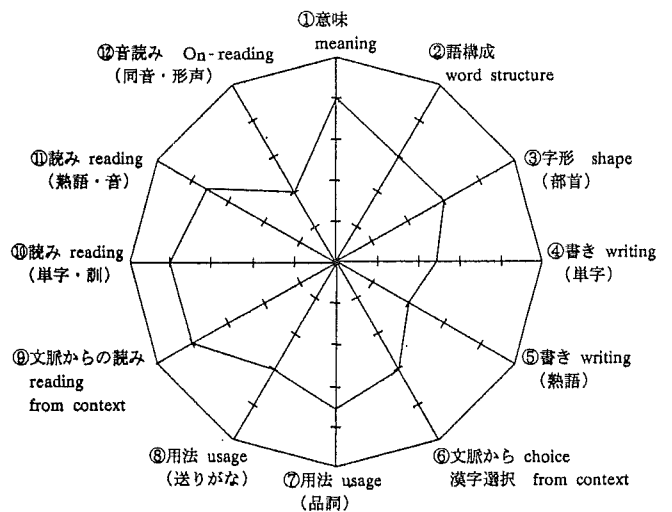 ①意味
meaning
②語構成
word structure
③字形 shape
(部首)
④書き writing
(単字)
⑤書き writing
(熟語)
⑥文脈から choice
漢字選択 from context
⑦用法 usage
(品詞)
⑧用法 usage
(送りがな)
⑨文脈からの読み
reading
from context
⑩読み reading
(単字・訓)
⑪読み reading
(熟語・音)
⑫音読み On-reading
(同音・形声)